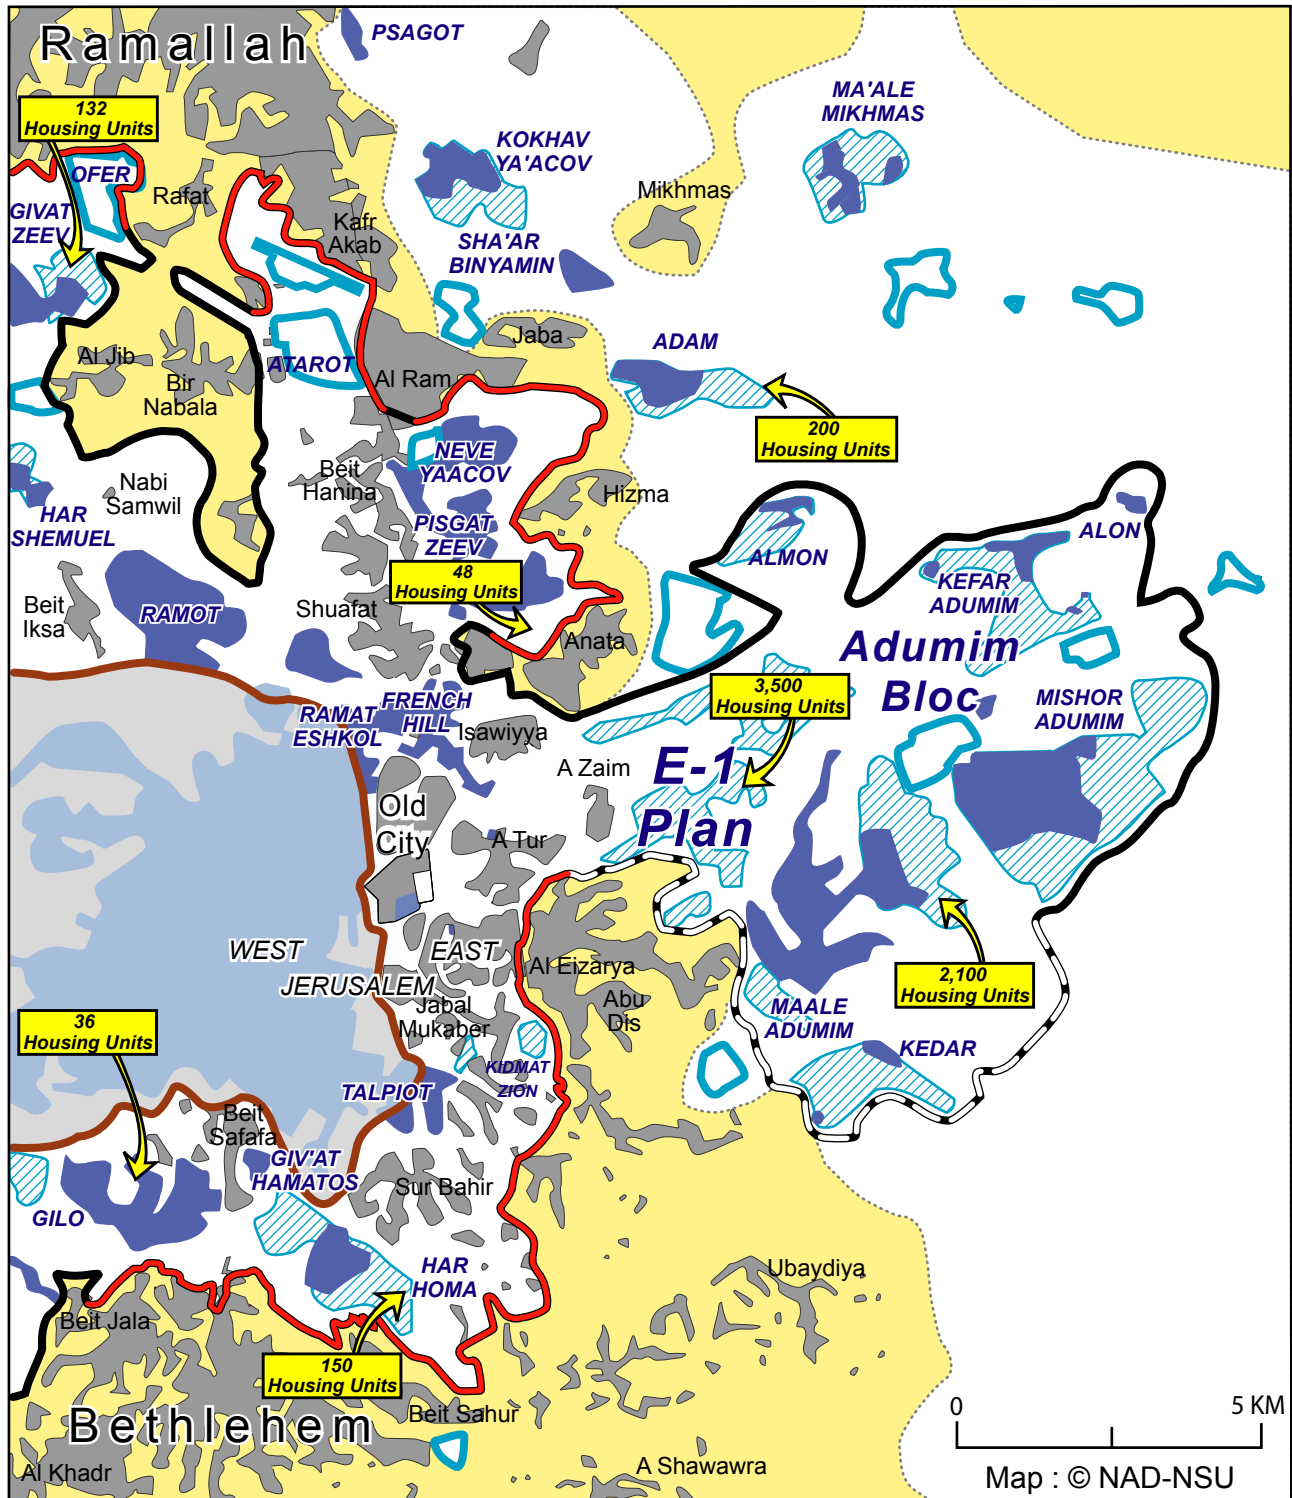 Ramallah
PSAGOT
132
Housing Units
MA'ALE
MIKHMAS
KOKHAV
YA'ACOV
OFER
Rafat
Mikhmas
GIVAT
ZEEV
Kafr
Akab
SHA'AR
BINYAMIN
Jaba
ADAM
Al Jib
Bir
Nabala
ATAROT
Al Ram
200
Housing Units
NEVE
YAACOV
Beit
Hanina
Nabi
Samwil
Hizma
HAR
SHEMUEL
PISGAT
ZEEV
ALON
ALMON
48
Housing Units
KEFAR
ADUMIM
Beit
Iksa
RAMOT
Shuafat
Anata
Adumim
Bloc
3,500
Housing Units
MISHOR
ADUMIM
RAMAT
ESHKOL
FRENCH
HILL
Isawiyya
A Zaim
E-1
Plan
Old
City
A Tur
WEST
EAST
JERUSALEM
Al Eizarya
2,100
Housing Units
Abu
Dis
Jabal
Mukaber
MAALE
ADUMIM
36
Housing Units
KEDAR
KIDMAT
ZION
TALPIOT
Beit
Safafa
GIV'AT
HAMATOS
Sur Bahir
GILO
HAR
HOMA
Ubaydiya
Beit Jala
150
Housing Units
Bethlehem
Beit Sahur
0
5 KM
Al Khadr
A Shawawra
Map : © NAD-NSU